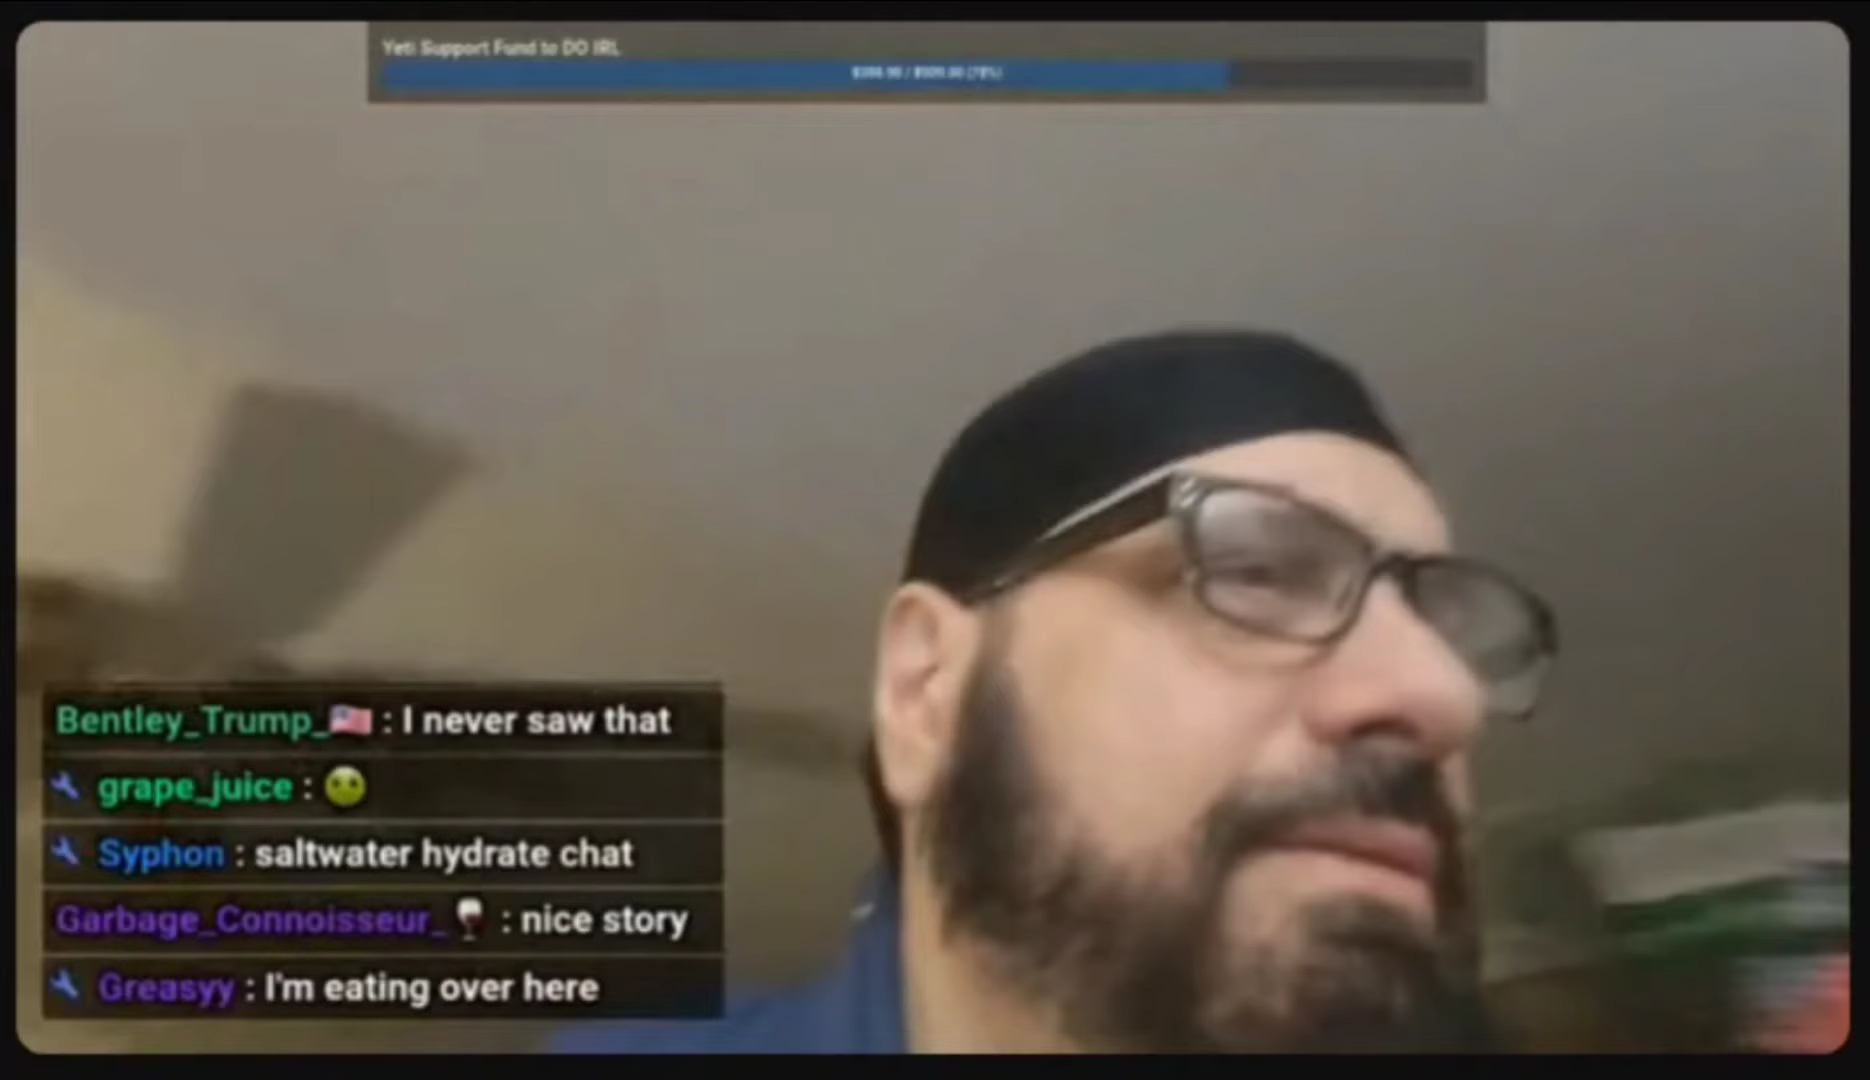 Yeti Support Fund to DO IRL
Bentley_Trump_🇺🇸 : I never saw that
grape_juice :
Syphon : saltwater hydrate chat
Garbage_Connoisseur_🍷 : nice story
Greasyy : I'm eating over here